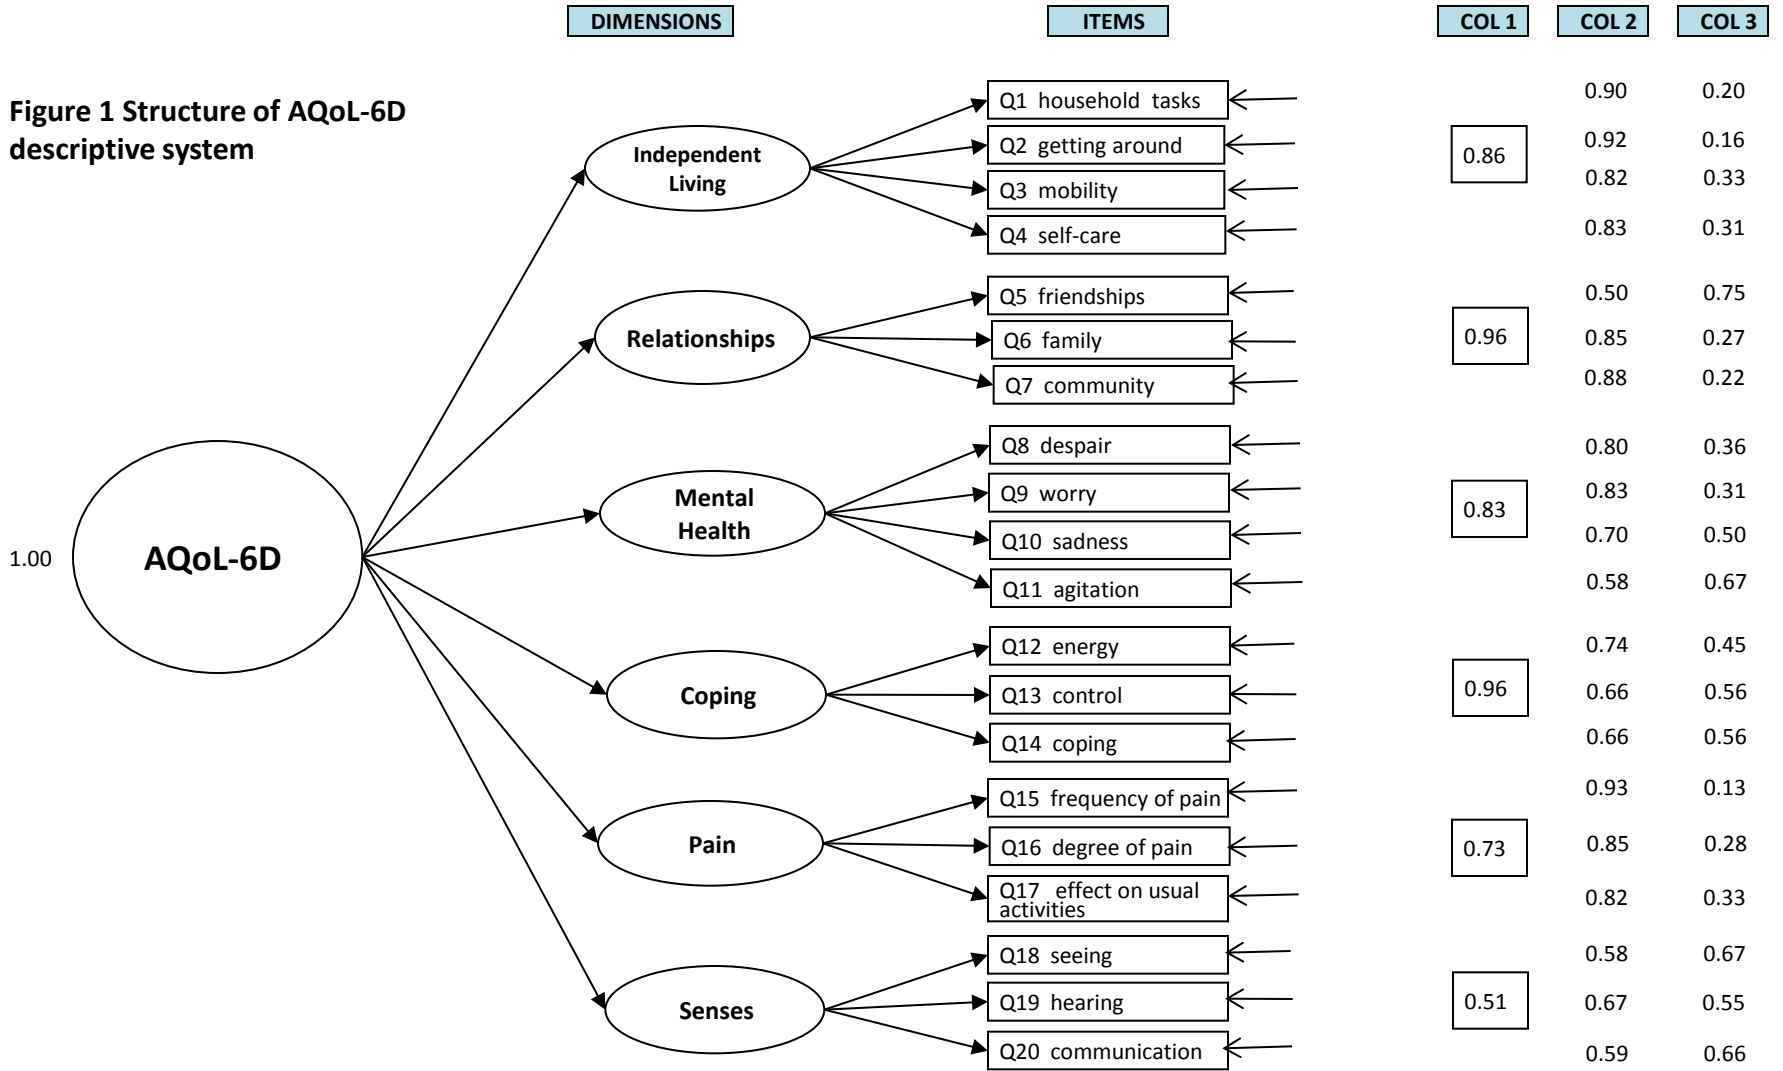 DIMENSIONS ITEMS COL 1 COL 2 COL 3
Figure 1 Structure of AQoL-6D
descriptive system
1.00
AQoL-6D
Independent
Living
Q1 household tasks 0.90 0.20
Q2 getting around 0.92 0.16
0.86
Q3 mobility 0.82 0.33
Q4 self-care 0.83 0.31
Relationships
Q5 friendships 0.50 0.75
Q6 family 0.96 0.85 0.27
Q7 community 0.88 0.22
Mental
Health
Q8 despair 0.80 0.36
Q9 worry 0.83 0.31
0.83
Q10 sadness 0.70 0.50
Q11 agitation 0.58 0.67
Coping
Q12 energy 0.74 0.45
Q13 control 0.96 0.66 0.56
Q14 coping 0.66 0.56
Pain
Q15 frequency of pain 0.93 0.13
Q16 degree of pain 0.73 0.85 0.28
Q17 effect on usual
activities 0.82 0.33
Senses
Q18 seeing 0.58 0.67
Q19 hearing 0.51 0.67 0.55
Q20 communication 0.59 0.66